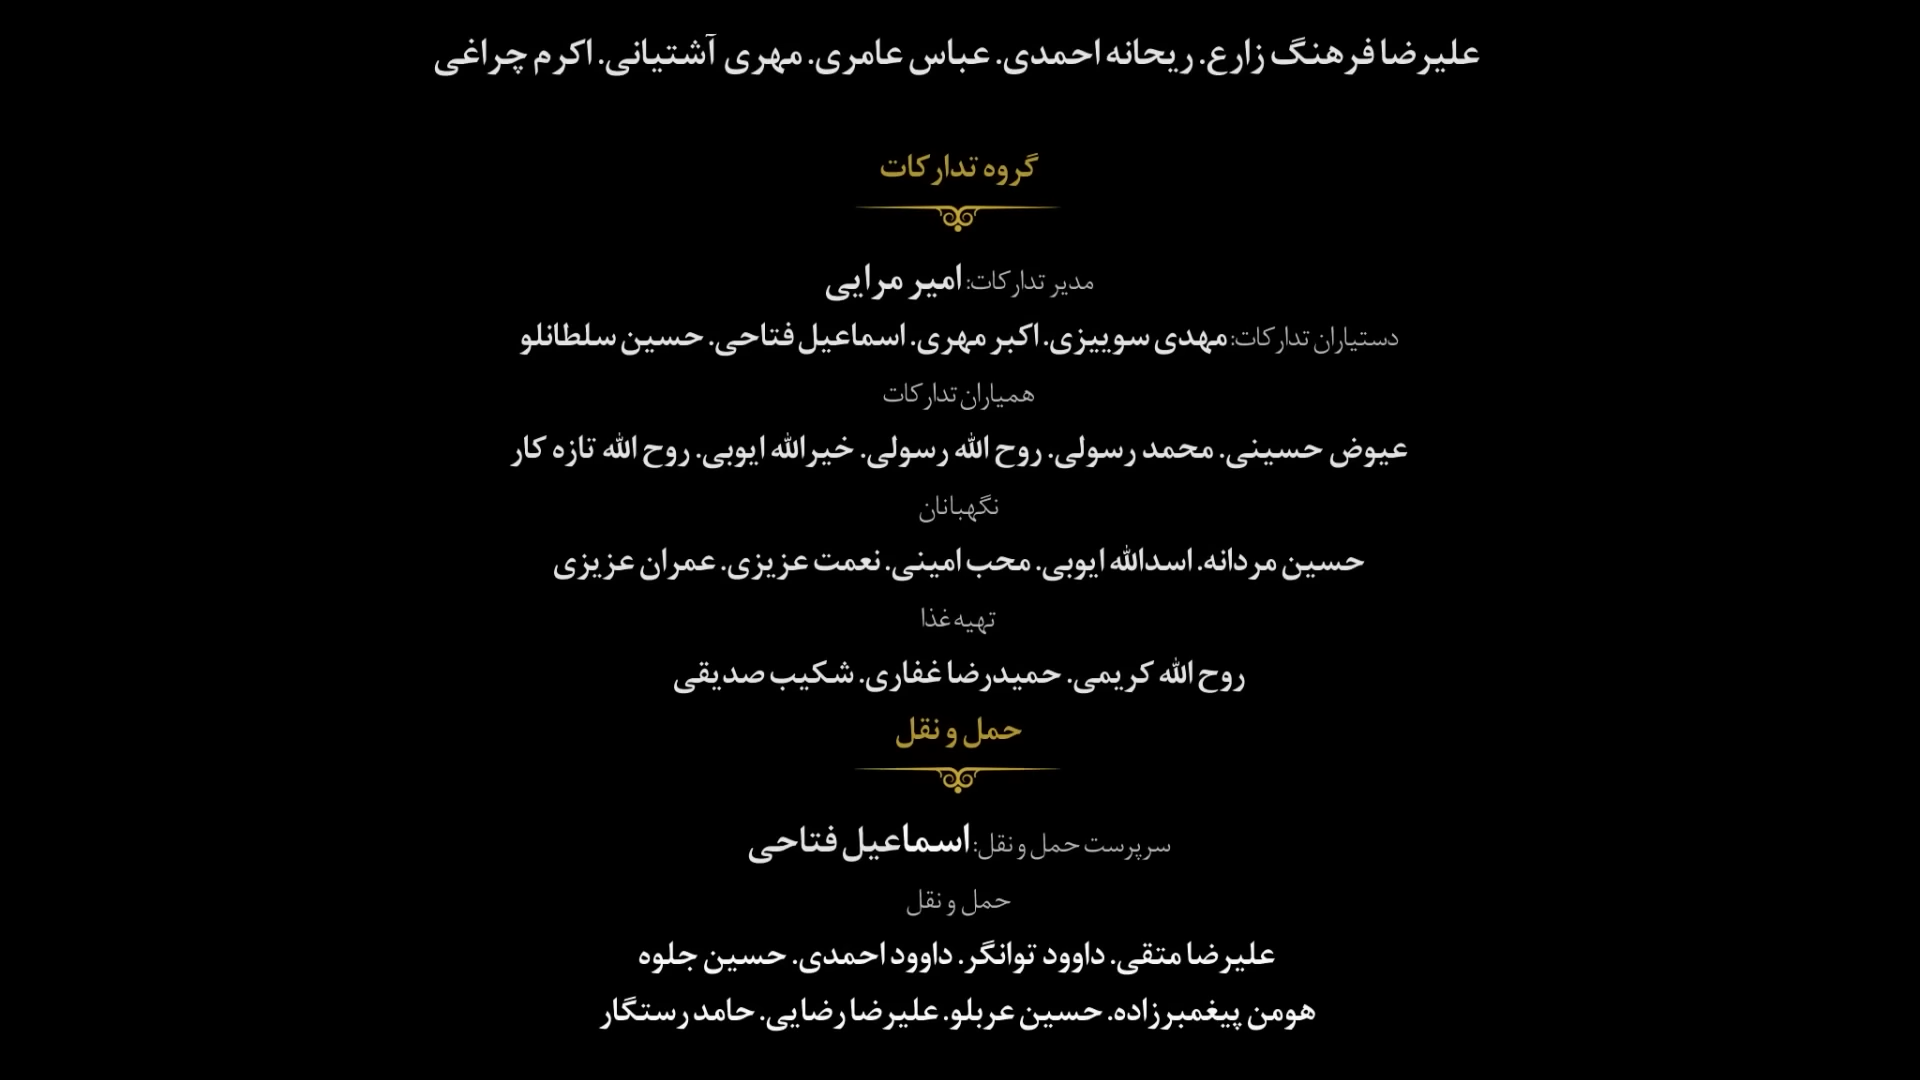 علیرضا فرهنگ زارع. ریحانه احمدی. عباس عامری. مهری آشتیانی. اکرم چراغی
گروه تدارکات
مدیر تدارکات: امیر مرایی
دستیاران تدارکات: مهدی سوییزی. اکبر مهری. اسماعیل فتاحی. حسین سلطانلو
همیاران تدارکات
عیوض حسینی. محمد رسولی. روح الله رسولی. خیرالله ایوبی. روح الله تازه کار
نگهبانان
حسین مردانه. اسدالله ایوبی. محب امینی. نعمت عزیزی. عمران عزیزی
تهیه غذا
روح الله کریمی. حمیدرضا غفاری. شکیب صدیقی
حمل و نقل
سرپرست حمل و نقل: اسماعیل فتاحی
حمل و نقل
علیرضا متقی. داوود توانگر. داوود احمدی. حسین جلوه
هومن پیغمبرزاده. حسین عربلو. علیرضا رضایی. حامد رستگار